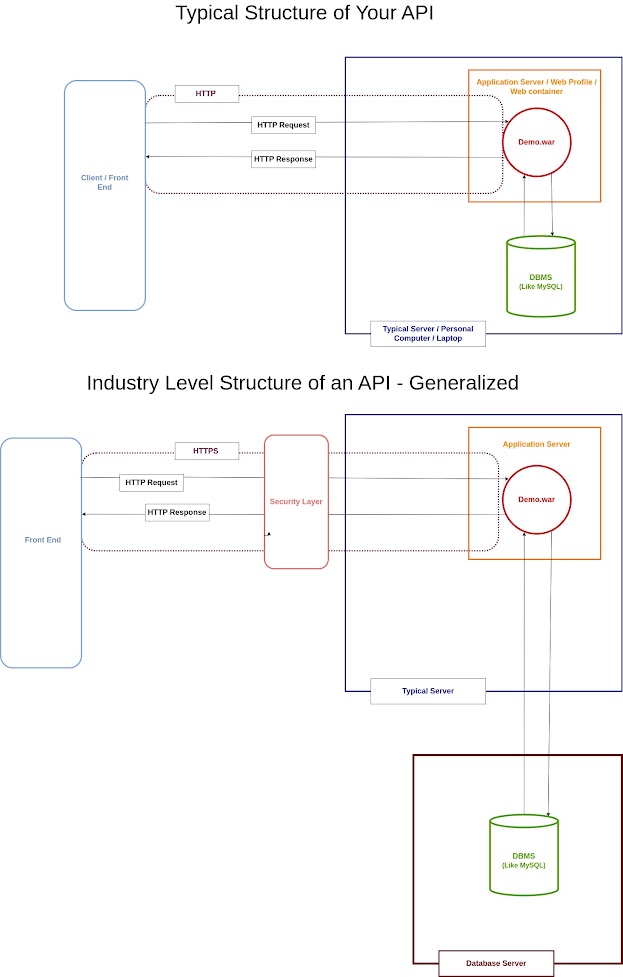 Typical Structure of Your API
Application Server / Web Profile /
Web container
HTTP
HTTP Request
Demo.war
HTTP Response
Client / Front
End
DBMS
(Like MySQL)
Typical Server / Personal
Computer / Laptop
Industry Level Structure of an API - Generalized
HTTPS
Application Server
HTTP Request
Security Layer
Demo.war
HTTP Response
Front End
Typical Server
DBMS
(Like MySQL)
Database Server